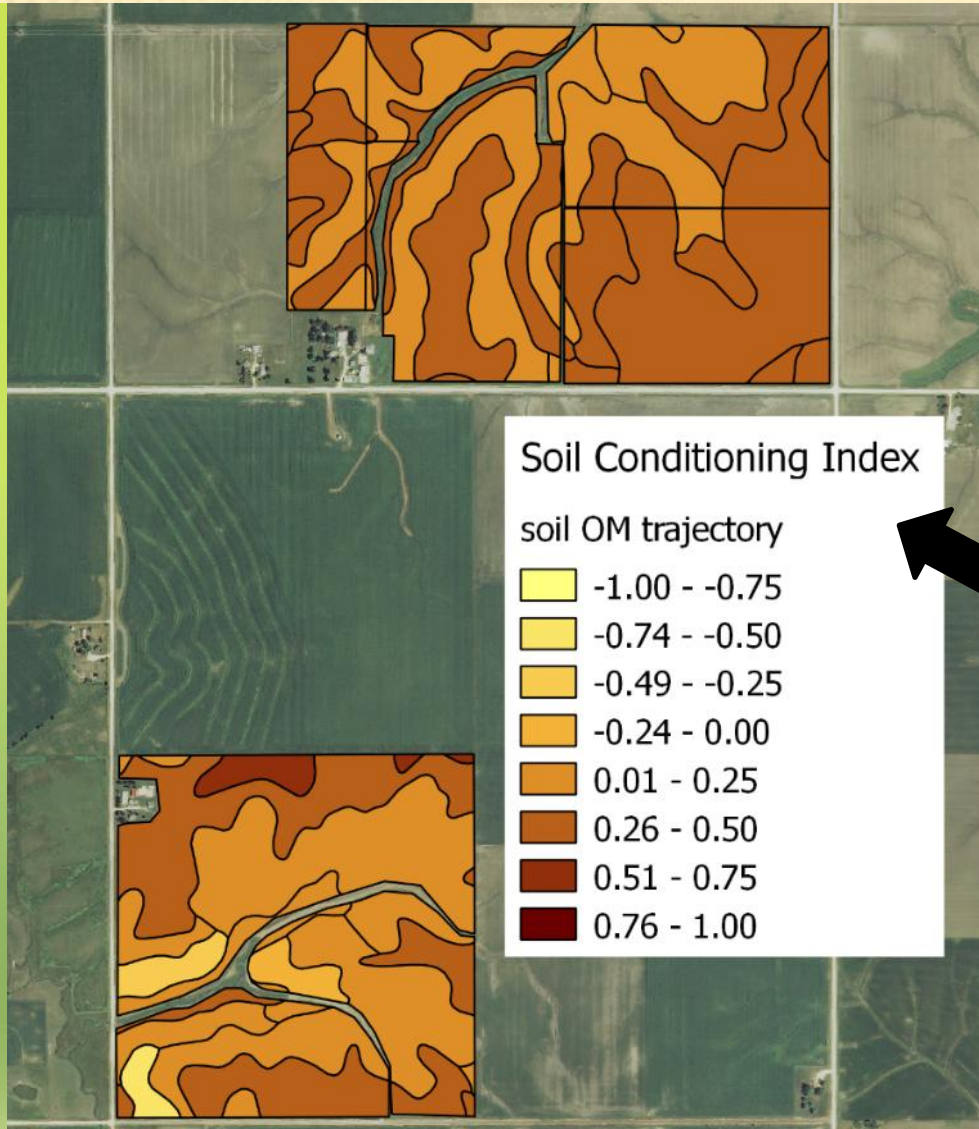 Soil Conditioning Index
soil OM trajectory
-1.00 - -0.75
-0.74 - -0.50
-0.49 - -0.25
-0.24 - 0.00
0.01 - 0.25
0.26 - 0.50
0.51 - 0.75
0.76 - 1.00